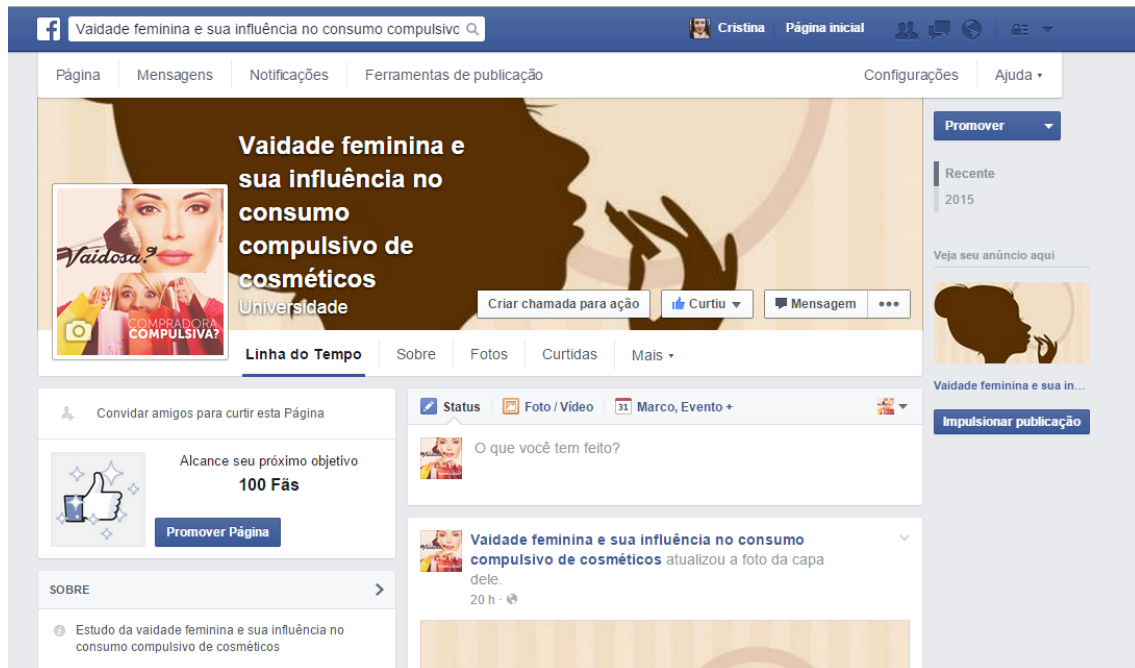 Vaidade feminina e sua influência no consumo compulsivo
Cristina Página inicial
Página Mensagens Notificações Ferramentas de publicação Configurações Ajuda
Vaidade feminina e
sua influência no
consumo
compulsivo de
cosméticos
Universidade
Vaidosa?
COMPRADORA
COMPULSIVA?
Criar chamada para ação Curtiu Mensagem
Linha do Tempo Sobre Fotos Curtidas Mais
Promover
Recente
2015
Veja seu anúncio aqui
Vaidade feminina e sua in...
Impulsionar publicação
Convidar amigos para curtir esta Página
Alcance seu próximo objetivo
100 Fãs
Promover Página
SOBRE
Estudo da vaidade feminina e sua influência no
consumo compulsivo de cosméticos
Status Foto / Vídeo 31 Marco, Evento +
O que você tem feito?
Vaidade feminina e sua influência no consumo
compulsivo de cosméticos atualizou a foto da capa
dele.
20 h ·